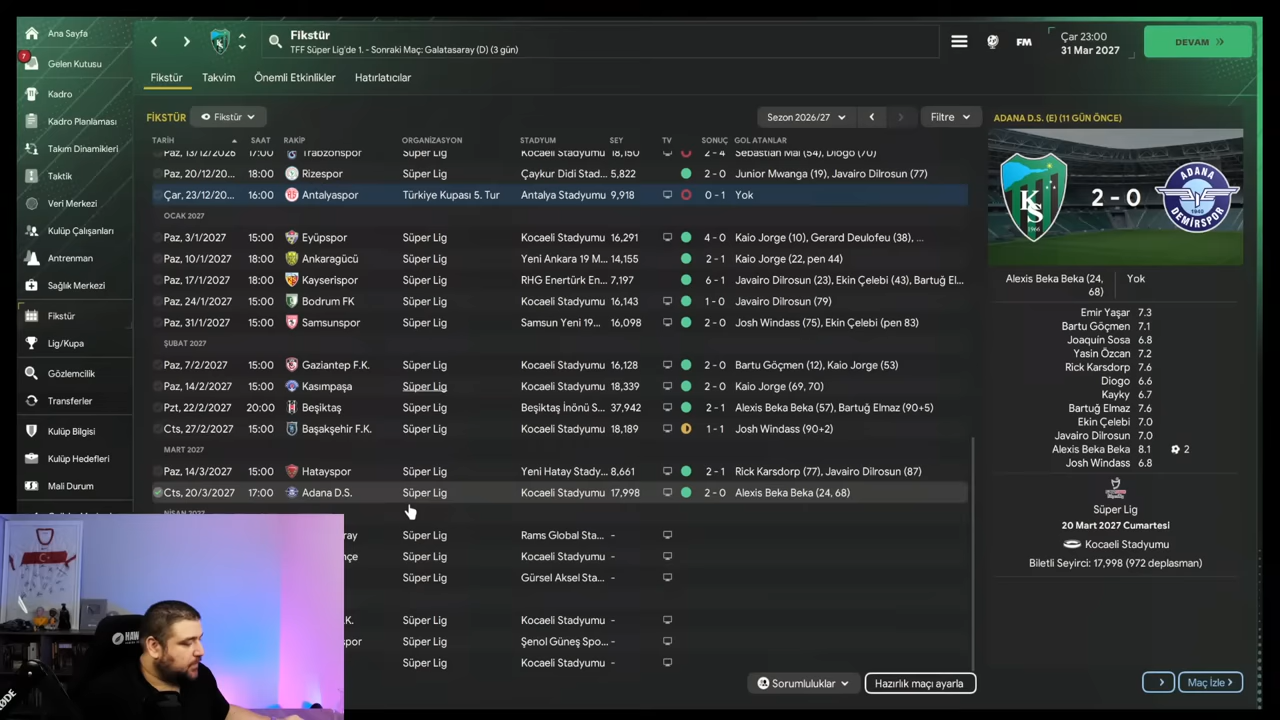 Ana Sayfa
7
Gelen Kutusu
Kadro
Kadro Planlaması
Takım Dinamikleri
Taktik
Veri Merkezi
Kulüp Çalışanları
Antrenman
Sağlık Merkezi
Fikstür
Lig/Kupa
Gözlemcilik
Transferler
Kulüp Bilgisi
Kulüp Hedefleri
Mali Durum
Fikstür
TFF Süper Lig'de 1. - Sonraki Maç: Galatasaray (D) (3 gün)
FM
Çar 23:00
31 Mar 2027
DEVAM
Fikstür Takvim Önemli Etkinlikler Hatırlatıcılar
FİKSTÜR Fikstür Sezon 2026/27 Filtre
TARİH SAAT RAKİP ORGANİZASYON STADYUM SEY TV SONUÇ GOL ATANLAR
Paz, 13/12/2026 17:00 Trabzonspor Süper Lig Kocaeli Stadyumu 18,150 2 - 4 Sebastian Mai (54), Diogo (70)
Paz, 20/12/20... 18:00 Rizespor Süper Lig Çaykur Didi Stad... 5,822 2 - 0 Junior Mwanga (19), Javairo Dilrosun (77)
Çar, 23/12/20... 16:00 Antalyaspor Türkiye Kupası 5. Tur Antalya Stadyumu 9,918 0 - 1 Yok
OCAK 2027
Paz, 3/1/2027 15:00 Eyüpspor Süper Lig Kocaeli Stadyumu 16,291 4 - 0 Kaio Jorge (10), Gerard Deulofeu (38), ...
Paz, 10/1/2027 18:00 Ankaragücü Süper Lig Yeni Ankara 19 M... 14,155 2 - 1 Kaio Jorge (22, pen 44)
Paz, 17/1/2027 18:00 Kayserispor Süper Lig RHG Enertürk En... 7,197 6 - 1 Javairo Dilrosun (23), Ekin Çelebi (43), Bartuğ El...
Paz, 24/1/2027 15:00 Bodrum FK Süper Lig Kocaeli Stadyumu 16,143 1 - 0 Javairo Dilrosun (79)
Paz, 31/1/2027 15:00 Samsunspor Süper Lig Samsun Yeni 19... 16,098 2 - 0 Josh Windass (75), Ekin Çelebi (pen 83)
ŞUBAT 2027
Paz, 7/2/2027 15:00 Gaziantep F.K. Süper Lig Kocaeli Stadyumu 16,128 2 - 0 Bartu Göçmen (12), Kaio Jorge (53)
Paz, 14/2/2027 15:00 Kasımpaşa Süper Lig Kocaeli Stadyumu 18,339 2 - 0 Kaio Jorge (69, 70)
Pzt, 22/2/2027 20:00 Beşiktaş Süper Lig Beşiktaş İnönü S... 37,942 2 - 1 Alexis Beka Beka (57), Bartuğ Elmaz (90+5)
Cts, 27/2/2027 15:00 Başakşehir F.K. Süper Lig Kocaeli Stadyumu 18,189 1 - 1 Josh Windass (90+2)
MART 2027
Paz, 14/3/2027 15:00 Hatayspor Süper Lig Yeni Hatay Stady... 8,661 2 - 1 Rick Karsdorp (77), Javairo Dilrosun (87)
Cts, 20/3/2027 17:00 Adana D.S. Süper Lig Kocaeli Stadyumu 17,998 2 - 0 Alexis Beka Beka (24, 68)
NİSAN 2027
ray Süper Lig Rams Global Sta... -
çe Süper Lig Kocaeli Stadyumu -
Süper Lig Gürsel Aksel Sta... -
.K. Süper Lig Kocaeli Stadyumu -
por Süper Lig Şenol Güneş Spo... -
Süper Lig Kocaeli Stadyumu -
Sorumluluklar Hazırlık maçı ayarla
ADANA D.S. (E) (11 GÜN ÖNCE)
KS
1966
2 - 0
ADANA
1940
DEMİRSPOR
Alexis Beka Beka (24, 68) Yok
Emir Yaşar 7.3
Bartu Göçmen 7.1
Joaquín Sosa 6.8
Yasin Özcan 7.2
Rick Karsdorp 7.6
Diogo 6.6
Kayky 6.7
Bartuğ Elmaz 7.6
Ekin Çelebi 7.0
Javairo Dilrosun 7.0
Alexis Beka Beka 8.1 2
Josh Windass 6.8
Süper Lig
20 Mart 2027 Cumartesi
Kocaeli Stadyumu
Biletli Seyirci: 17,998 (972 deplasman)
Maç İzle
HAW
RØDE